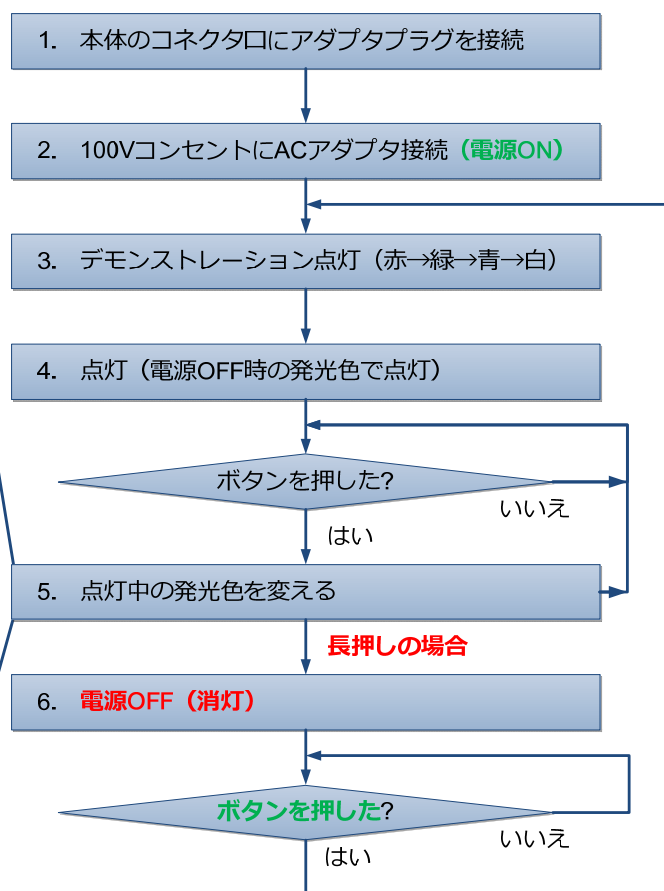 1. 本体のコネクタ口にアダプタプラグを接続
2. 100VコンセントにACアダプタ接続（電源ON）
3. デモンストレーション点灯（赤→緑→青→白）
4. 点灯（電源OFF時の発光色で点灯）
ボタンを押した?
いいえ
はい
5. 点灯中の発光色を変える
長押しの場合
6. 電源OFF（消灯）
ボタンを押した?
いいえ
はい